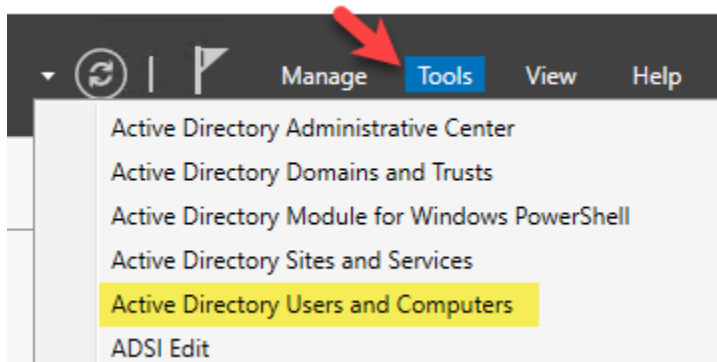 Manage Tools View Help
Active Directory Administrative Center
Active Directory Domains and Trusts
Active Directory Module for Windows PowerShell
Active Directory Sites and Services
Active Directory Users and Computers
ADSI Edit